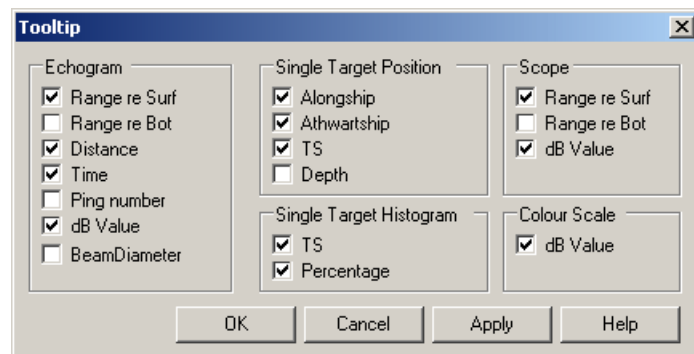 Tooltip
Echogram
Range re Surf
Range re Bot
Distance
Time
Ping number
dB Value
BeamDiameter
Single Target Position
Alongship
Athwartship
TS
Depth
Single Target Histogram
TS
Percentage
Scope
Range re Surf
Range re Bot
dB Value
Colour Scale
dB Value
OK
Cancel
Apply
Help